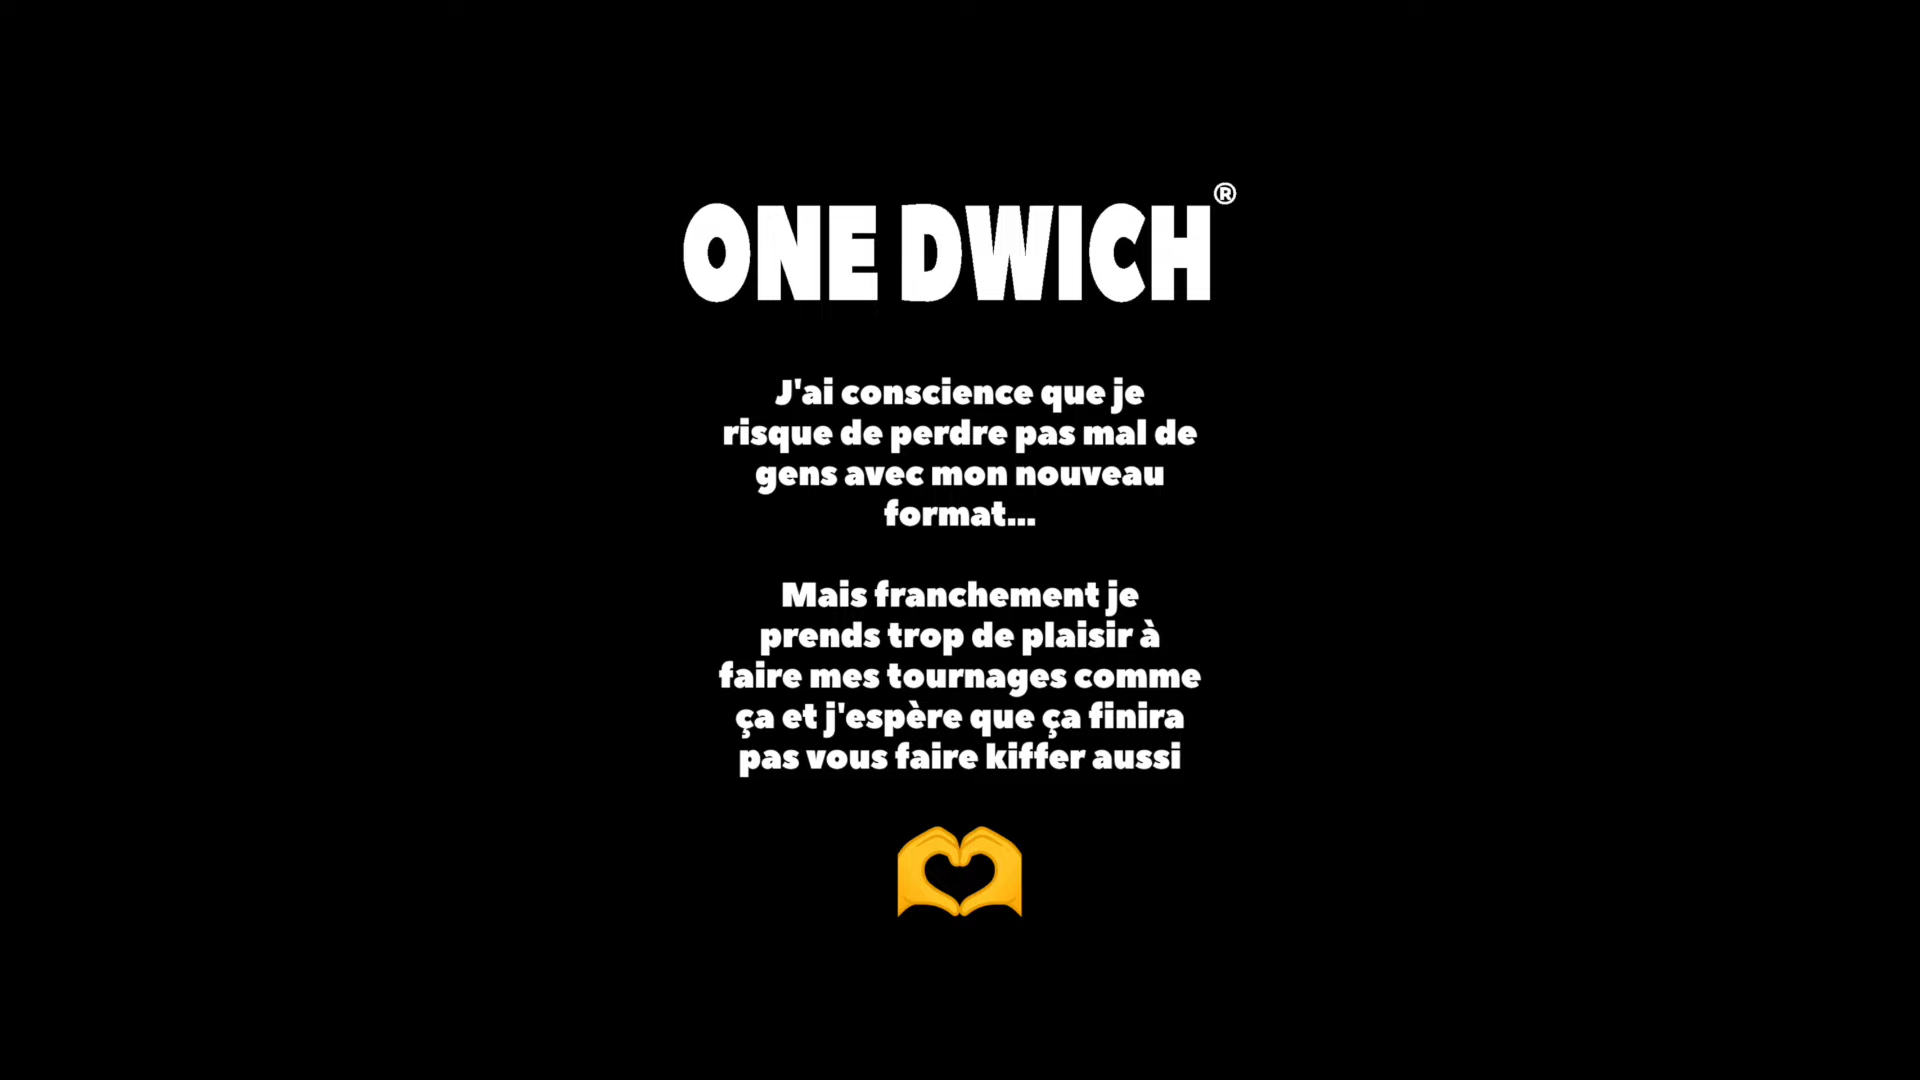 ONE DWICH®
J'ai conscience que je
risque de perdre pas mal de
gens avec mon nouveau
format...
Mais franchement je
prends trop de plaisir à
faire mes tournages comme
ça et j'espère que ça finira
pas vous faire kiffer aussi